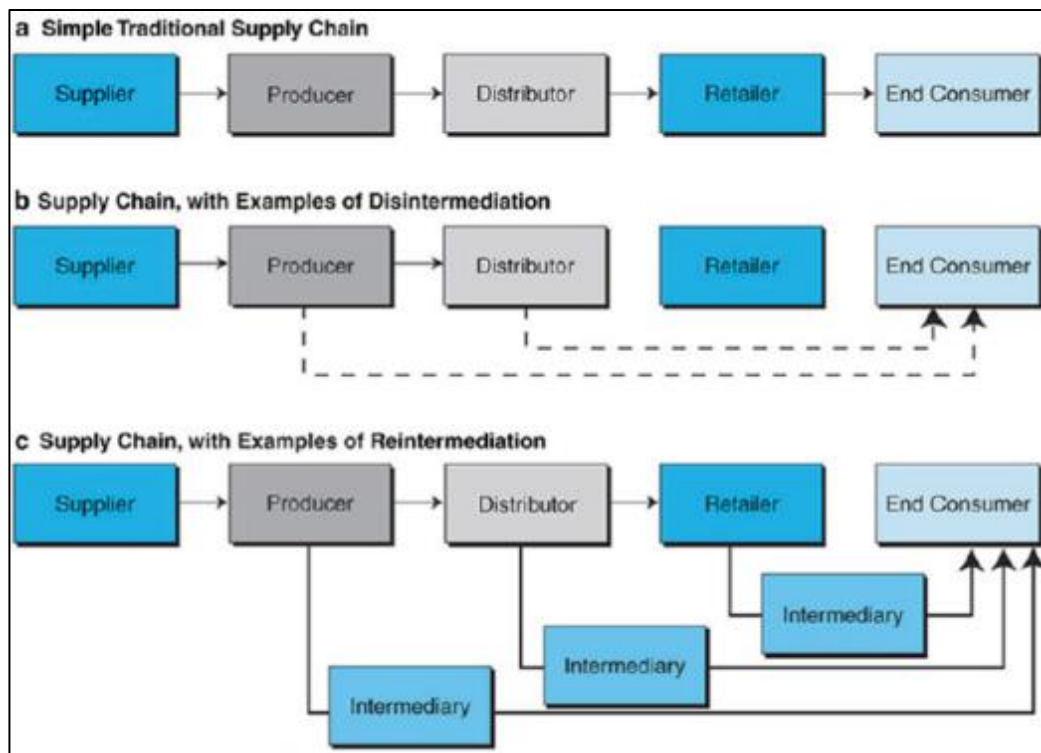 a Simple Traditional Supply Chain
Supplier Producer Distributor Retailer End Consumer
b Supply Chain, with Examples of Disintermediation
Supplier Producer Distributor Retailer End Consumer
c Supply Chain, with Examples of Reintermediation
Supplier Producer Distributor Retailer End Consumer
Intermediary
Intermediary
Intermediary